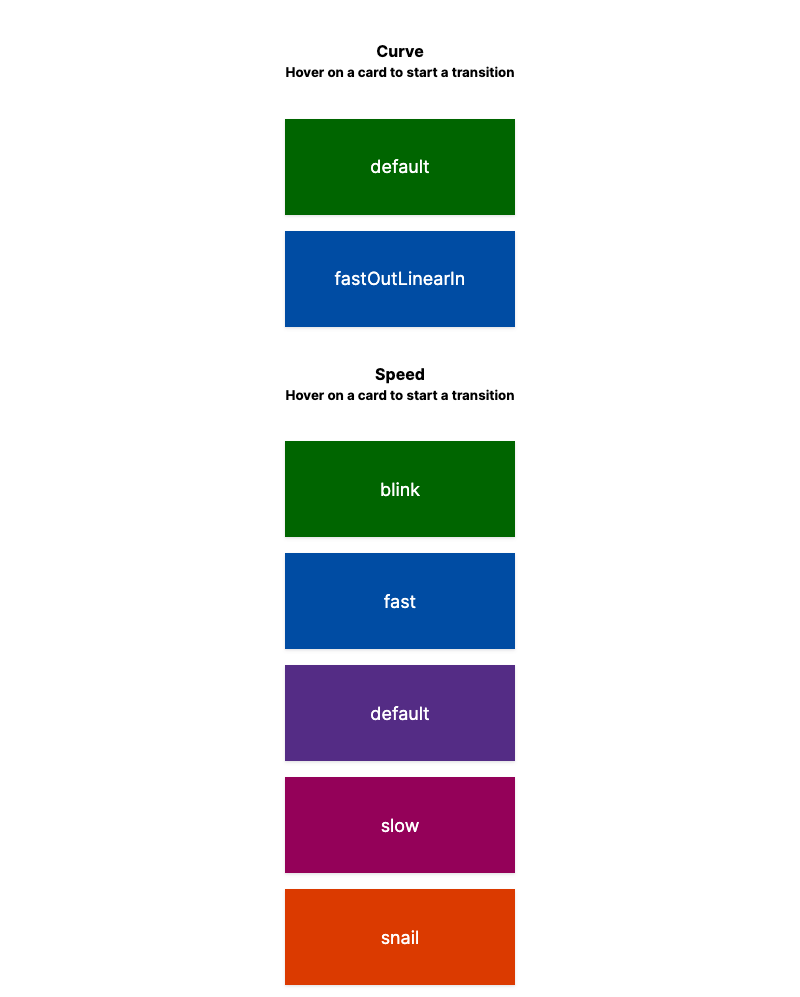 Curve
Hover on a card to start a transition
default
fastOutLinearIn
Speed
Hover on a card to start a transition
blink
fast
default
slow
snail